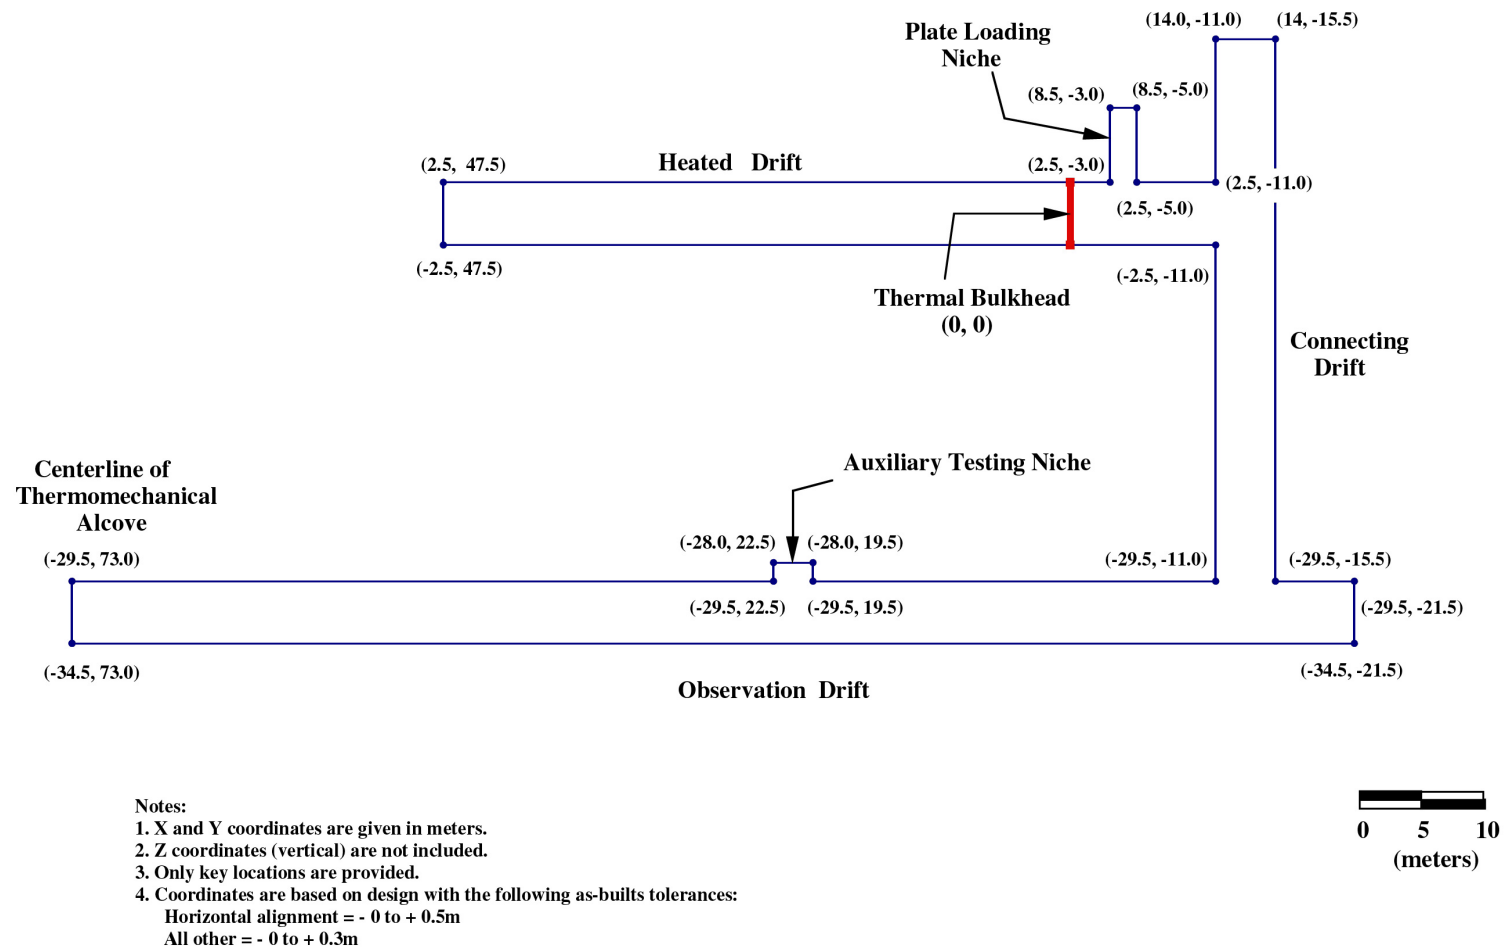 (14.0, -11.0) (14, -15.5)
Plate Loading
Niche
(8.5, -3.0) (8.5, -5.0)
(2.5, 47.5) Heated Drift (2.5, -3.0)
(2.5, -11.0)
(2.5, -5.0)
(-2.5, 47.5) (-2.5, -11.0)
Thermal Bulkhead
(0, 0)
Connecting
Drift
Auxiliary Testing Niche
Centerline of
Thermomechanical
Alcove
(-28.0, 22.5) (-28.0, 19.5)
(-29.5, 73.0) (-29.5, -11.0) (-29.5, -15.5)
(-29.5, 22.5) (-29.5, 19.5) (-29.5, -21.5)
(-34.5, 73.0) (-34.5, -21.5)
Observation Drift
Notes:
1. X and Y coordinates are given in meters.
2. Z coordinates (vertical) are not included.
3. Only key locations are provided.
4. Coordinates are based on design with the following as-builts tolerances:
Horizontal alignment = - 0 to + 0.5m
All other = - 0 to + 0.3m
0 5 10
(meters)